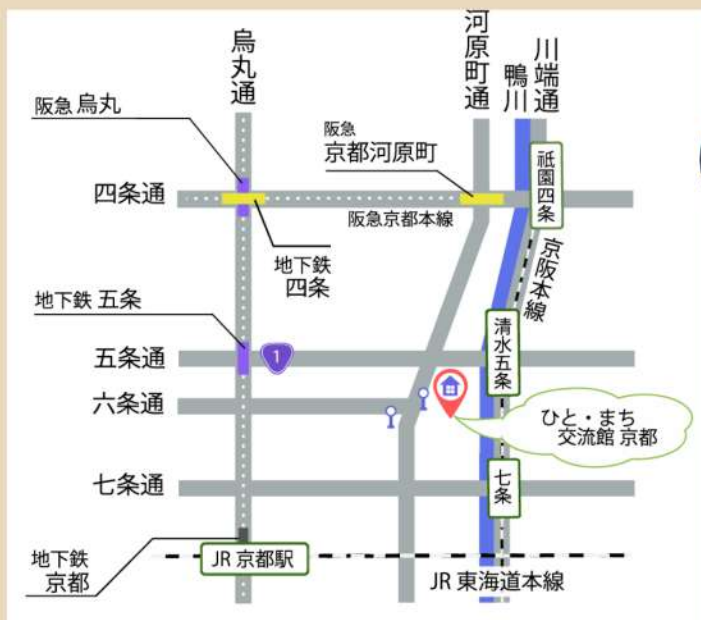 烏丸通
河原町通
鴨川
川端通
阪急 烏丸
阪急
京都河原町
祇園四条
四条通
阪急京都本線
地下鉄
四条
京阪本線
地下鉄 五条
五条通
1
清水五条
六条通
ひと・まち
交流館 京都
七条通
七条
地下鉄
京都
JR 京都駅
JR 東海道本線